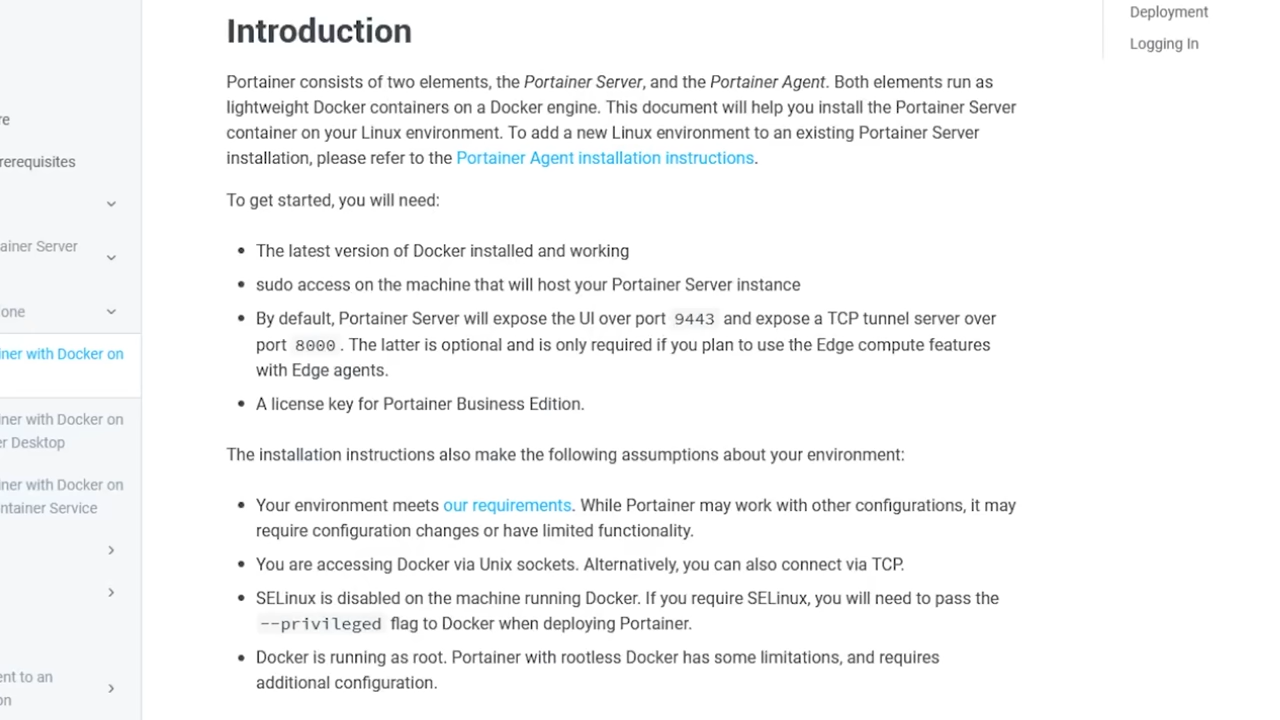 Introduction
Portainer consists of two elements, the Portainer Server, and the Portainer Agent. Both elements run as
lightweight Docker containers on a Docker engine. This document will help you install the Portainer Server
container on your Linux environment. To add a new Linux environment to an existing Portainer Server
installation, please refer to the Portainer Agent installation instructions.
To get started, you will need:
• The latest version of Docker installed and working
• sudo access on the machine that will host your Portainer Server instance
• By default, Portainer Server will expose the UI over port 9443 and expose a TCP tunnel server over
port 8000. The latter is optional and is only required if you plan to use the Edge compute features
with Edge agents.
• A license key for Portainer Business Edition.
The installation instructions also make the following assumptions about your environment:
• Your environment meets our requirements. While Portainer may work with other configurations, it may
require configuration changes or have limited functionality.
• You are accessing Docker via Unix sockets. Alternatively, you can also connect via TCP.
• SELinux is disabled on the machine running Docker. If you require SELinux, you will need to pass the
--privileged flag to Docker when deploying Portainer.
• Docker is running as root. Portainer with rootless Docker has some limitations, and requires
additional configuration.
Deployment
Logging In
re
rerequisites
ainer Server
one
iner with Docker on
iner with Docker on
er Desktop
iner with Docker on
ntainer Service
ent to an
on